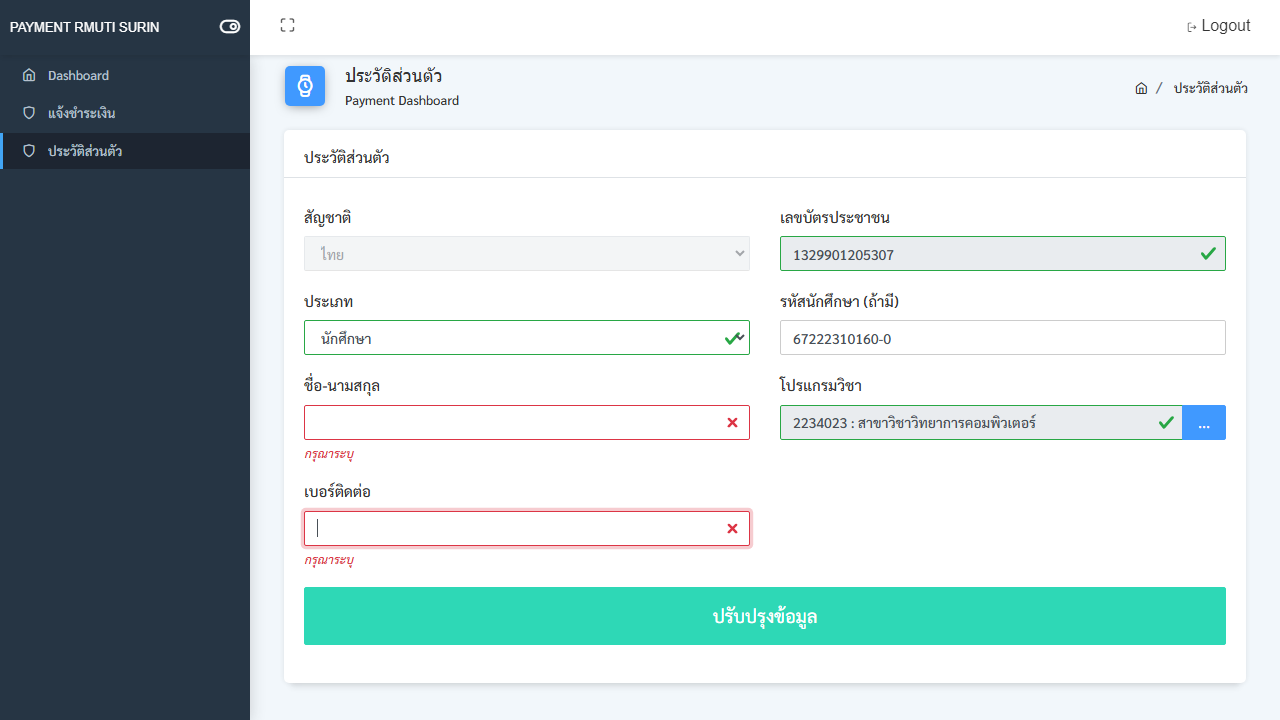 PAYMENT RMUTI SURIN
Logout
Dashboard
แจ้งชำระเงิน
ประวัติส่วนตัว
ประวัติส่วนตัว
Payment Dashboard
/ ประวัติส่วนตัว
ประวัติส่วนตัว
สัญชาติ
เลขบัตรประชาชน
ไทย
1329901205307
ประเภท
รหัสนักศึกษา (ถ้ามี)
นักศึกษา
67222310160-0
ชื่อ-นามสกุล
โปรแกรมวิชา
2234023 : สาขาวิชาวิทยาการคอมพิวเตอร์
...
กรุณาระบุ
เบอร์ติดต่อ
กรุณาระบุ
ปรับปรุงข้อมูล